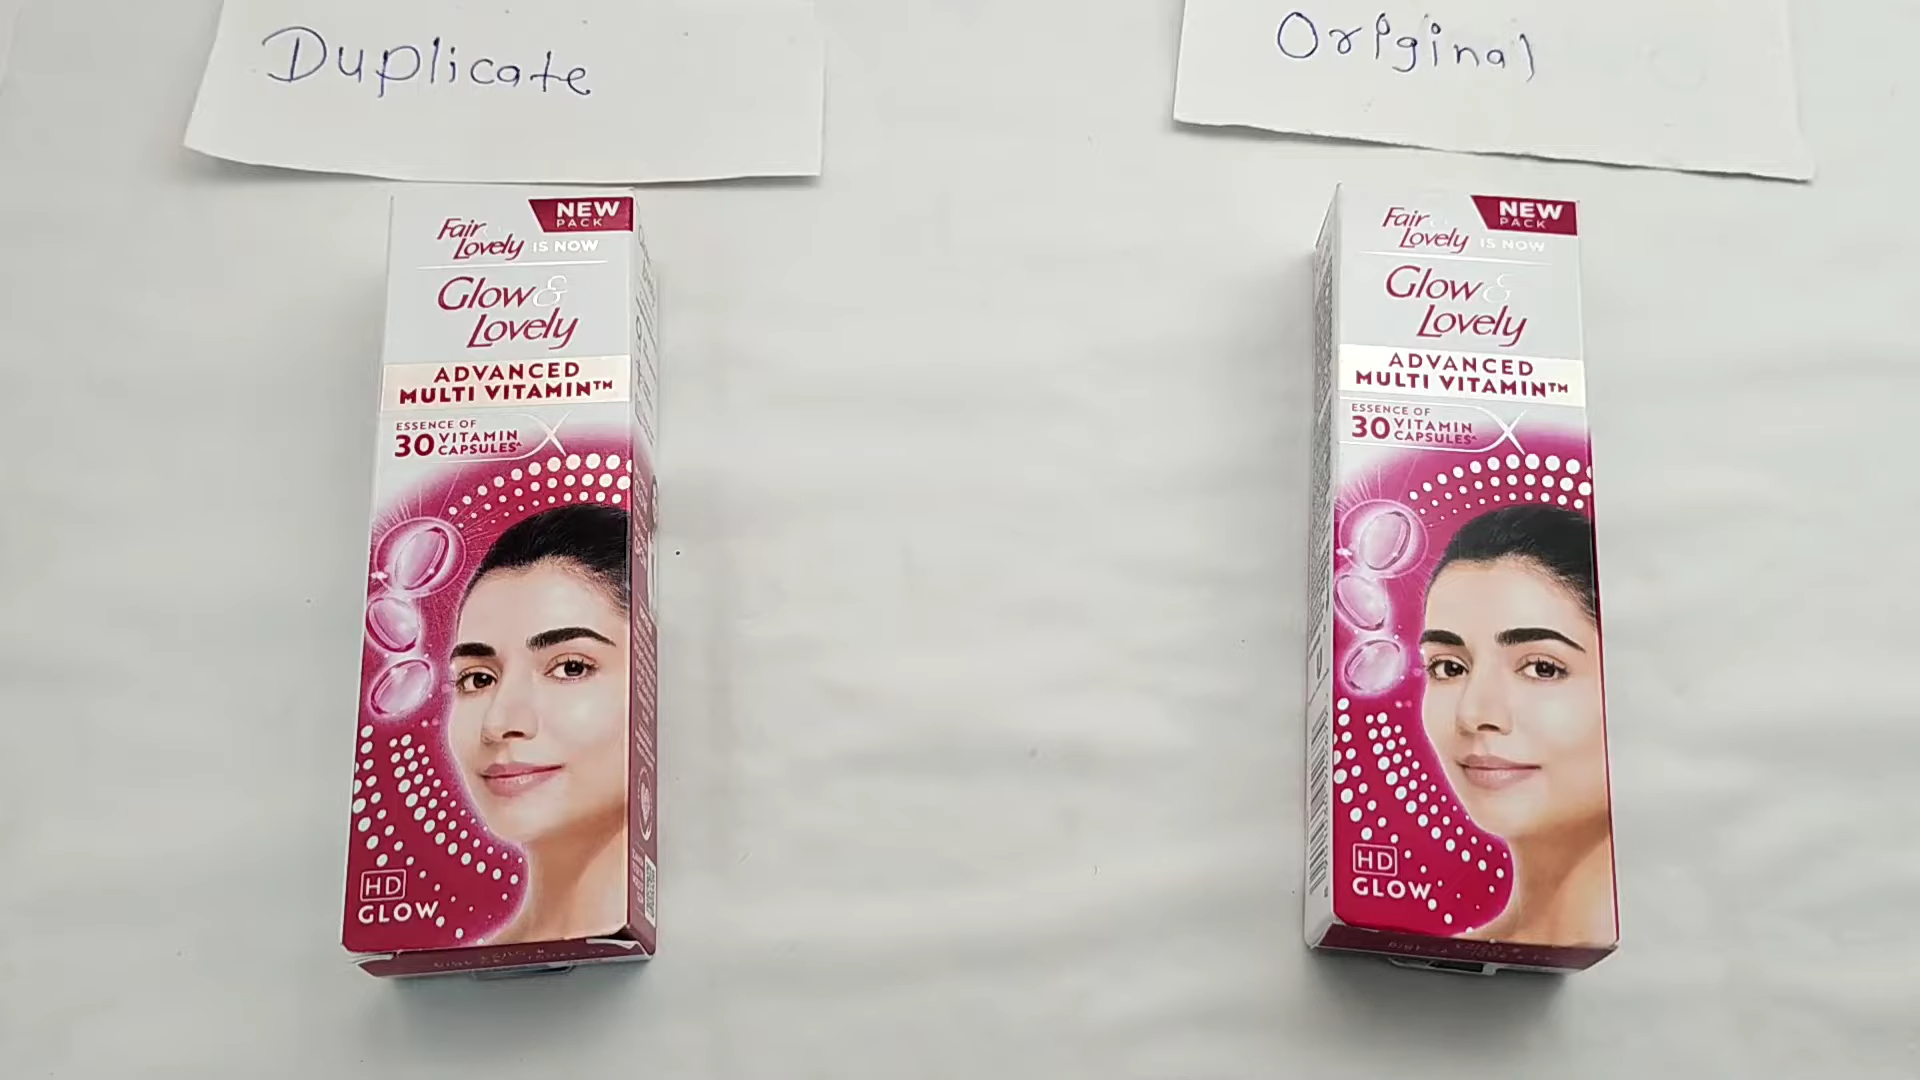 Duplicate
Original
NEW
PACK
Fair
Lovely IS NOW
Glow &
Lovely
ADVANCED
MULTI VITAMIN™
ESSENCE OF
30 VITAMIN
CAPSULES^
HD
GLOW
NEW
PACK
Fair
Lovely IS NOW
Glow &
Lovely
ADVANCED
MULTI VITAMIN™
ESSENCE OF
30 VITAMIN
CAPSULES^
HD
GLOW